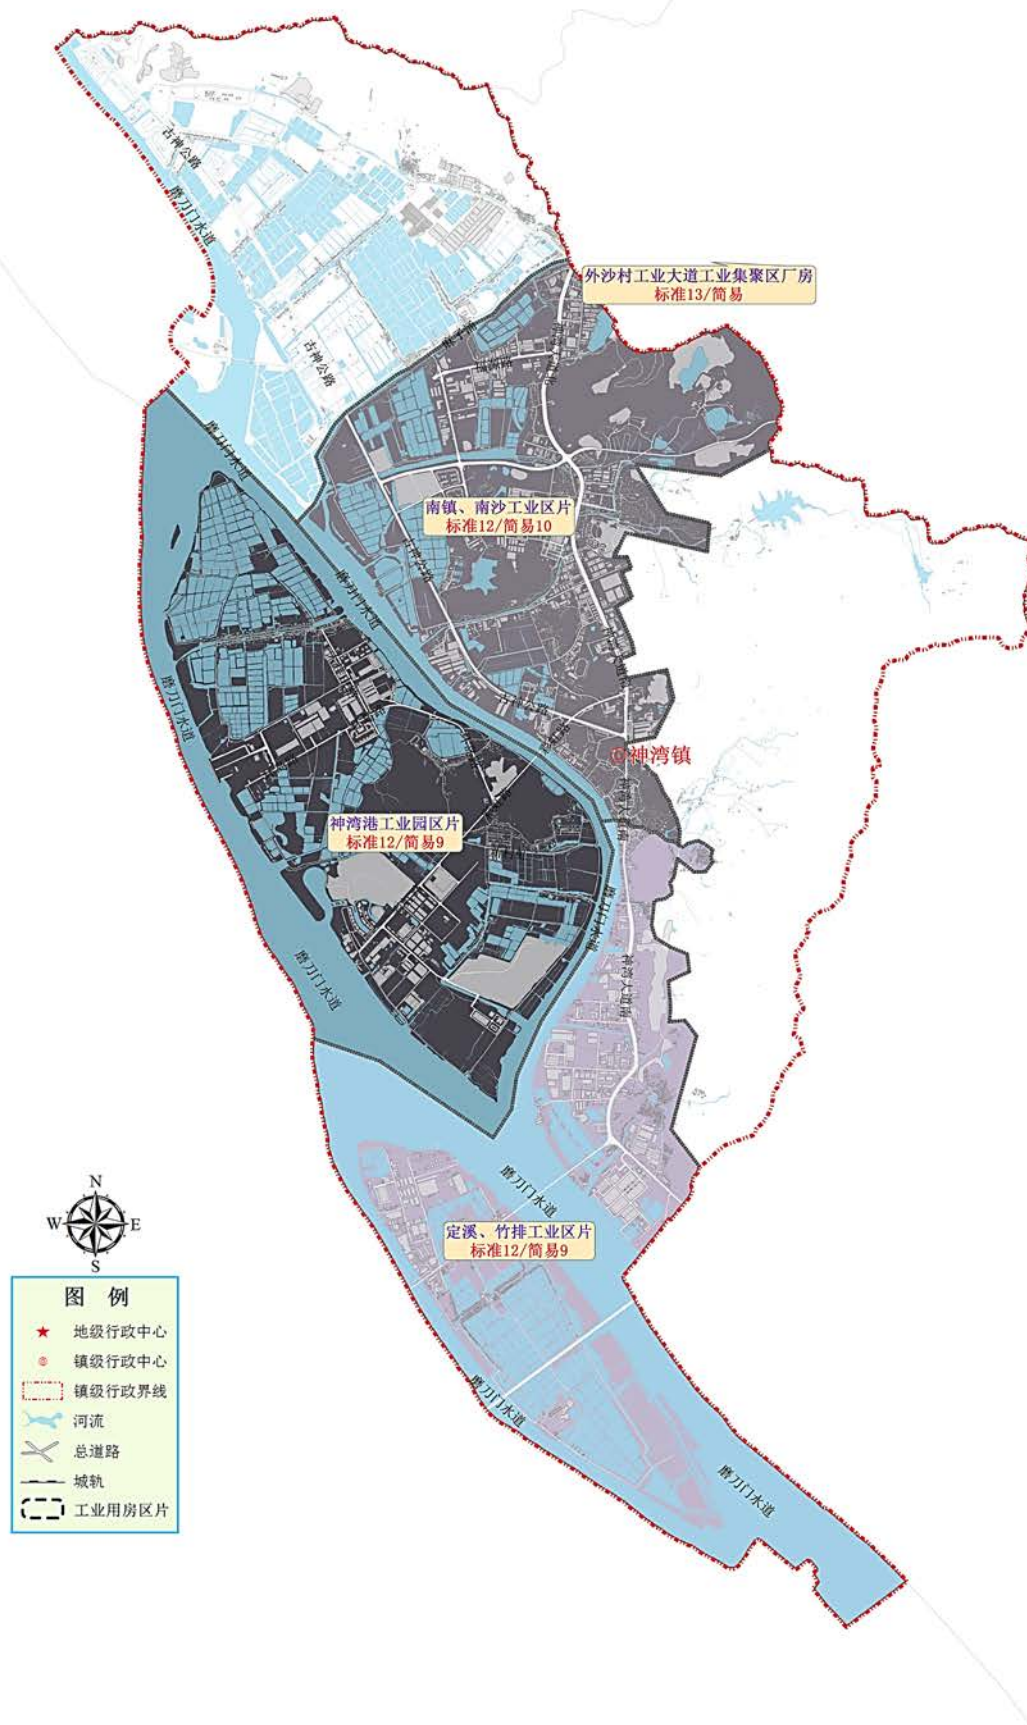 古神公路
磨刀门水道
外沙村工业大道工业集聚区厂房
标准13/简易
古神公路
磨刀门水道
南镇、南沙工业区片
标准12/简易10
古神公路
磨刀门水道
磨刀门水道
古神公路
神湾镇
神湾港工业园区片
标准12/简易9
磨刀门水道
神湾大道南
磨刀门水道
磨刀门水道
定溪、竹排工业区片
标准12/简易9
磨刀门水道
磨刀门水道
N
W
E
S
图 例
地级行政中心
镇级行政中心
镇级行政界线
河流
总道路
城轨
工业用房区片